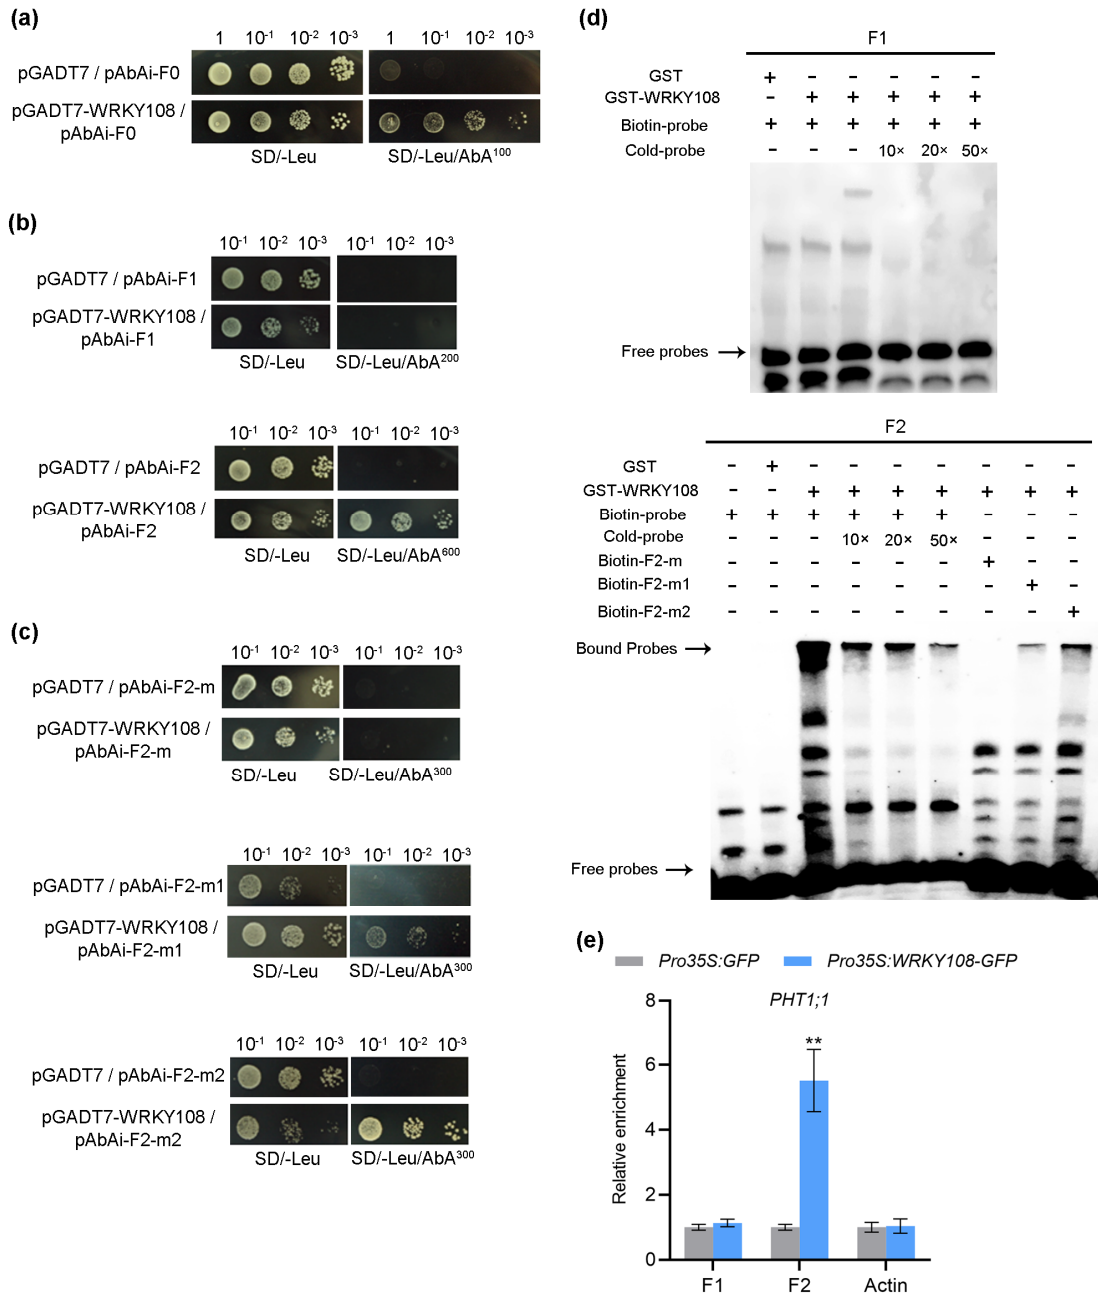 (a)
1 10⁻¹ 10⁻² 10⁻³ 1 10⁻¹ 10⁻² 10⁻³
pGADT7 / pAbAi-F0
pGADT7-WRKY108 /
pAbAi-F0
SD/-Leu SD/-Leu/AbA¹⁰⁰
(b)
10⁻¹ 10⁻² 10⁻³ 10⁻¹ 10⁻² 10⁻³
pGADT7 / pAbAi-F1
pGADT7-WRKY108 /
pAbAi-F1
SD/-Leu SD/-Leu/AbA²⁰⁰
10⁻¹ 10⁻² 10⁻³ 10⁻¹ 10⁻² 10⁻³
pGADT7 / pAbAi-F2
pGADT7-WRKY108 /
pAbAi-F2
SD/-Leu SD/-Leu/AbA⁶⁰⁰
(c)
10⁻¹ 10⁻² 10⁻³ 10⁻¹ 10⁻² 10⁻³
pGADT7 / pAbAi-F2-m
pGADT7-WRKY108 /
pAbAi-F2-m
SD/-Leu SD/-Leu/AbA³⁰⁰
10⁻¹ 10⁻² 10⁻³ 10⁻¹ 10⁻² 10⁻³
pGADT7 / pAbAi-F2-m1
pGADT7-WRKY108 /
pAbAi-F2-m1
SD/-Leu SD/-Leu/AbA³⁰⁰
10⁻¹ 10⁻² 10⁻³ 10⁻¹ 10⁻² 10⁻³
pGADT7 / pAbAi-F2-m2
pGADT7-WRKY108 /
pAbAi-F2-m2
SD/-Leu SD/-Leu/AbA³⁰⁰
(d)
F1
GST + − − − − −
GST-WRKY108 − + + + + +
Biotin-probe + + + + + +
Cold-probe − − − 10× 20× 50×
Free probes →
F2
GST − + − − − − − − −
GST-WRKY108 − − + + + + + + +
Biotin-probe + + + + + + − − −
Cold-probe − − − 10× 20× 50× − − −
Biotin-F2-m − − − − − − + − −
Biotin-F2-m1 − − − − − − − + −
Biotin-F2-m2 − − − − − − − − +
Bound Probes →
Free probes →
(e)
Pro35S:GFP Pro35S:WRKY108-GFP
PHT1;1
Relative enrichment
8
6
4
2
0
**
F1 F2 Actin